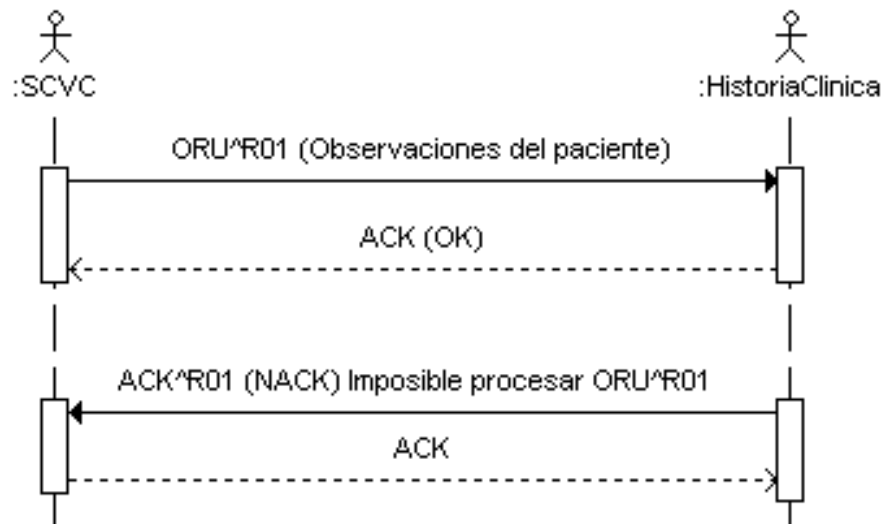 :SCVC
:HistoriaClinica
ORU^R01 (Observaciones del paciente)
ACK (OK)
ACK^R01 (NACK) Imposible procesar ORU^R01
ACK